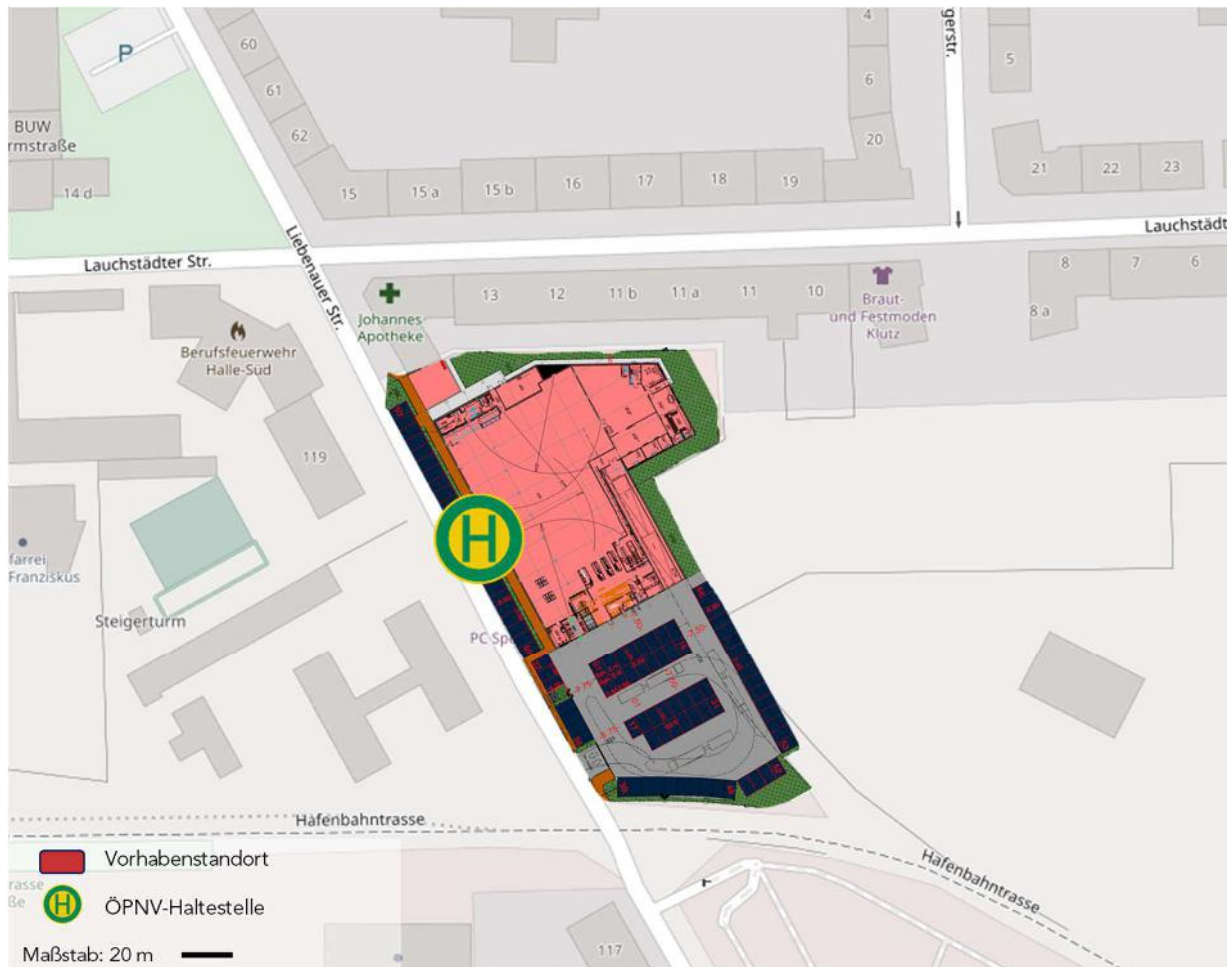 60
gerstr.
4
5
P
61
6
BUW
rmstraße
62
20
14 d
15
15 a
15 b
16
17
18
19
21
22
23
Liebenauer Str.
Lauchstädter Str.
Lauchstädt
8
7
6
13
12
11 b
11 a
11
10
Johannes
Apotheke
Braut-
und Festmoden
Klutz
8 a
Berufsfeuerwehr
Halle-Süd
119
H
farrei
Franziskus
Steigerturm
PC Spe
Hafenbahntrasse
Hafenbahntrasse
rasse
ße
117
Vorhabenstandort
H
ÖPNV-Haltestelle
Maßstab: 20 m